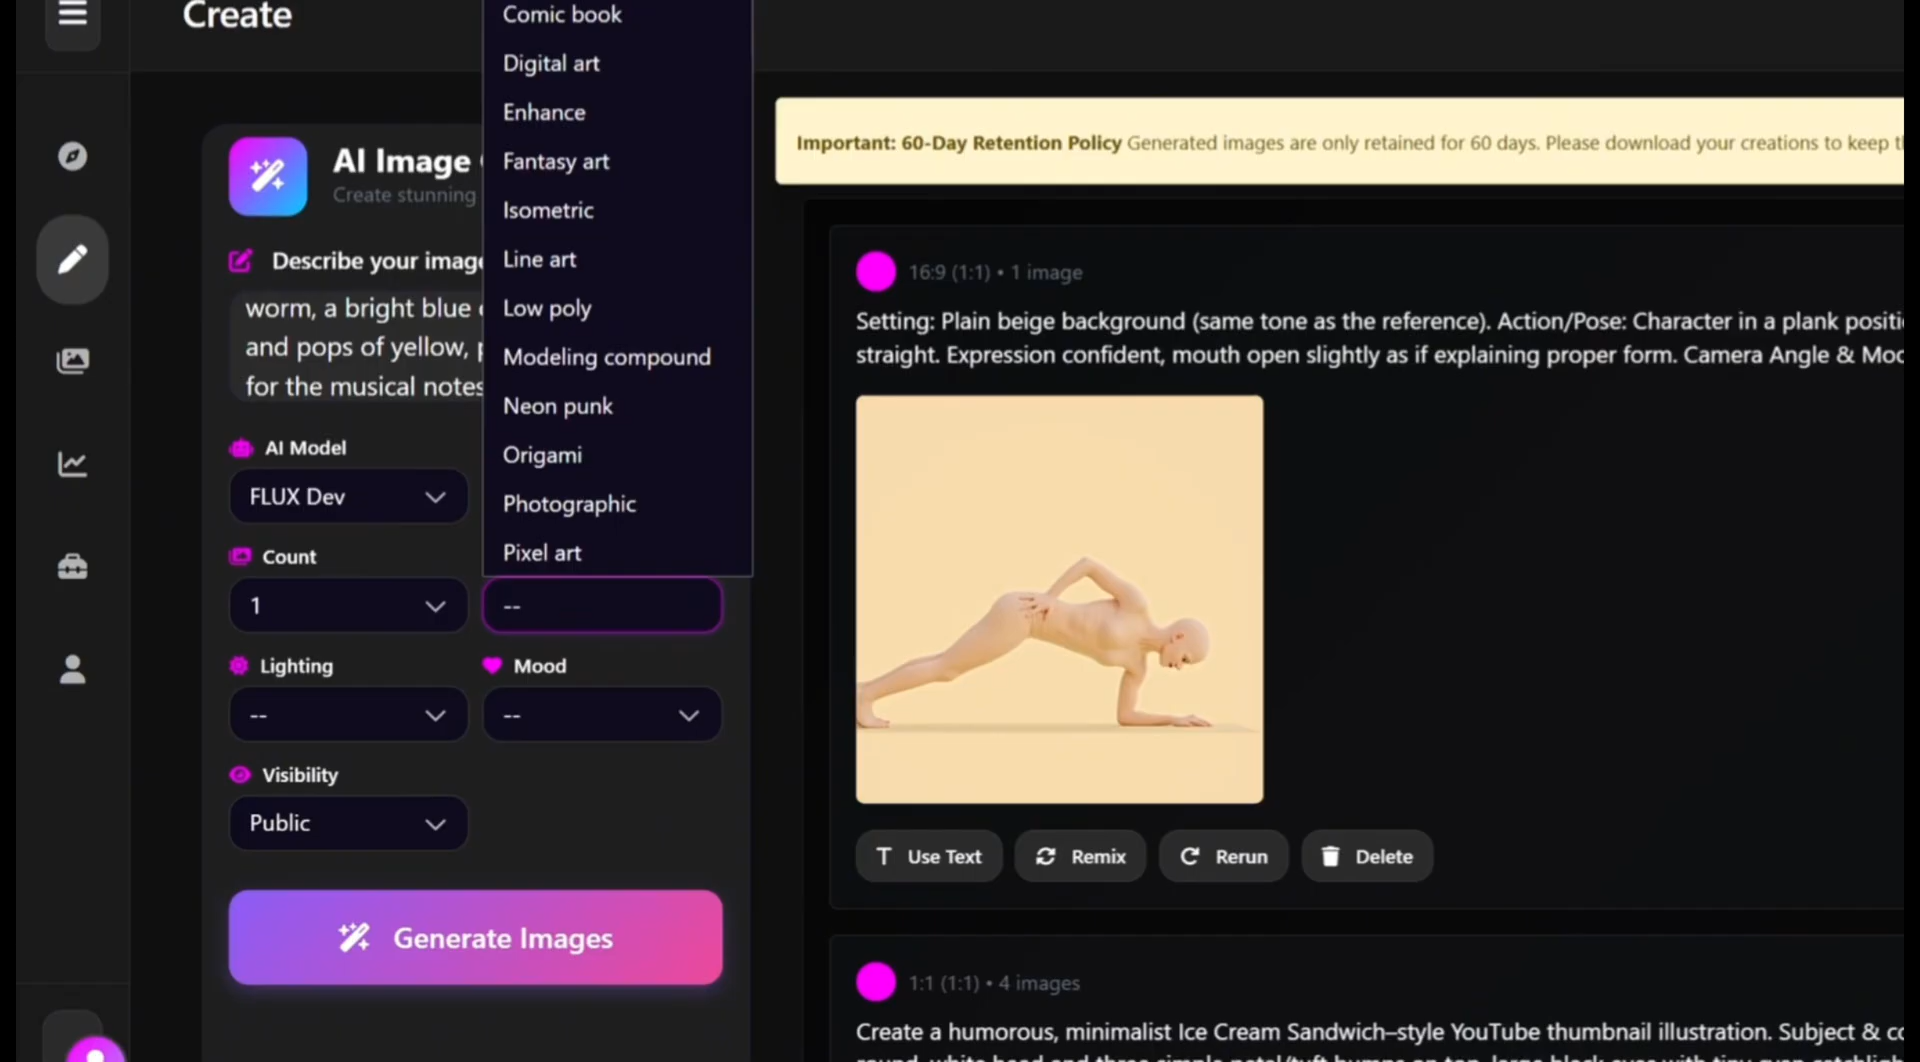 Create
Comic book
Digital art
Enhance
Fantasy art
Isometric
Line art
Low poly
Modeling compound
Neon punk
Origami
Photographic
Pixel art
AI Image
Create stunning
Describe your image
worm, a bright blue
and pops of yellow,
for the musical notes
AI Model
FLUX Dev
Count
1
--
Lighting
Mood
--
--
Visibility
Public
Generate Images
Important: 60-Day Retention Policy Generated images are only retained for 60 days. Please download your creations to keep
16:9 (1:1) • 1 image
Setting: Plain beige background (same tone as the reference). Action/Pose: Character in a plank
straight. Expression confident, mouth open slightly as if explaining proper form. Camera Angle &
Use Text
Remix
Rerun
Delete
1:1 (1:1) • 4 images
Create a humorous, minimalist Ice Cream Sandwich–style YouTube thumbnail illustration. Subject &